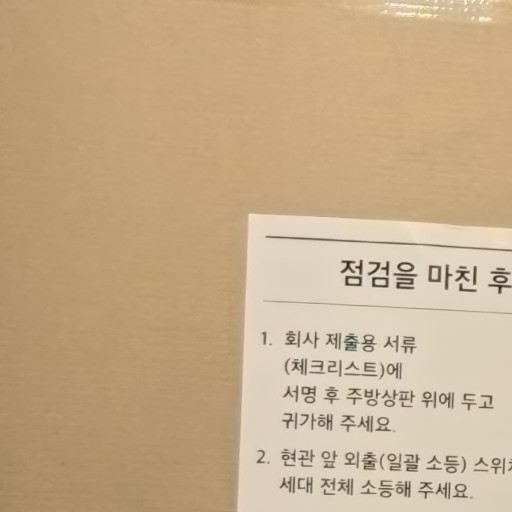 점검을 마친 후
1. 회사 제출용 서류
(체크리스트)에
서명 후 주방상판 위에 두고
귀가해 주세요.
2. 현관 앞 외출(일괄 소등) 스위치
세대 전체 소등해 주세요.